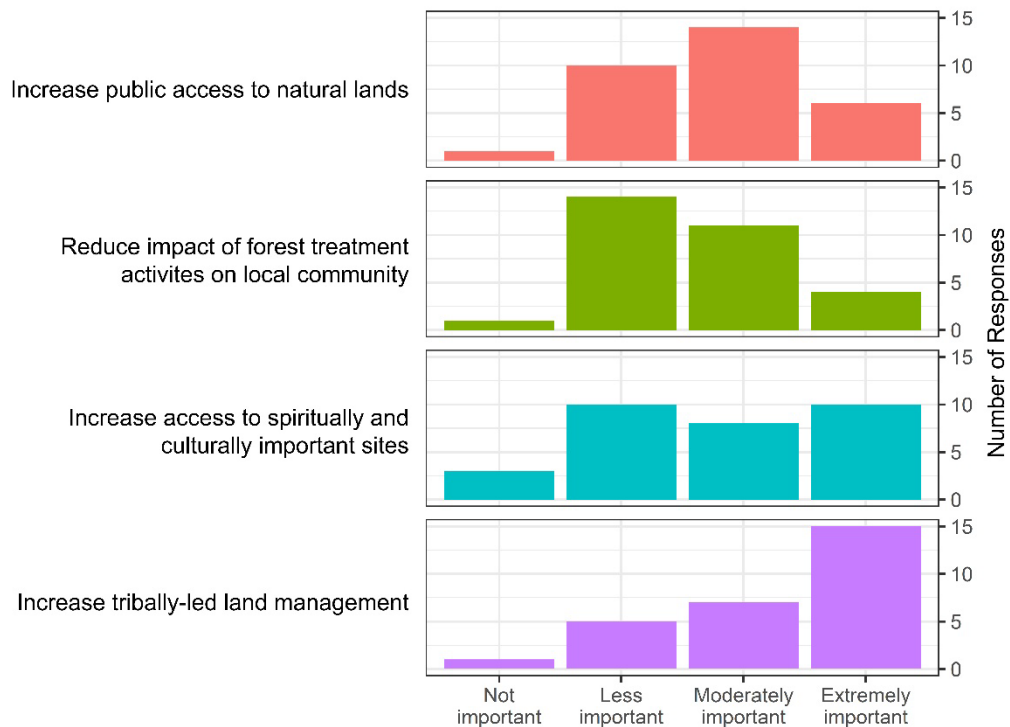 Increase public access to natural lands
15
10
5
0
Reduce impact of forest treatment
activites on local community
15
10
5
0
Increase access to spiritually and
culturally important sites
15
10
5
0
Increase tribally-led land management
15
10
5
0
Number of Responses
Not
important
Less
important
Moderately
important
Extremely
important